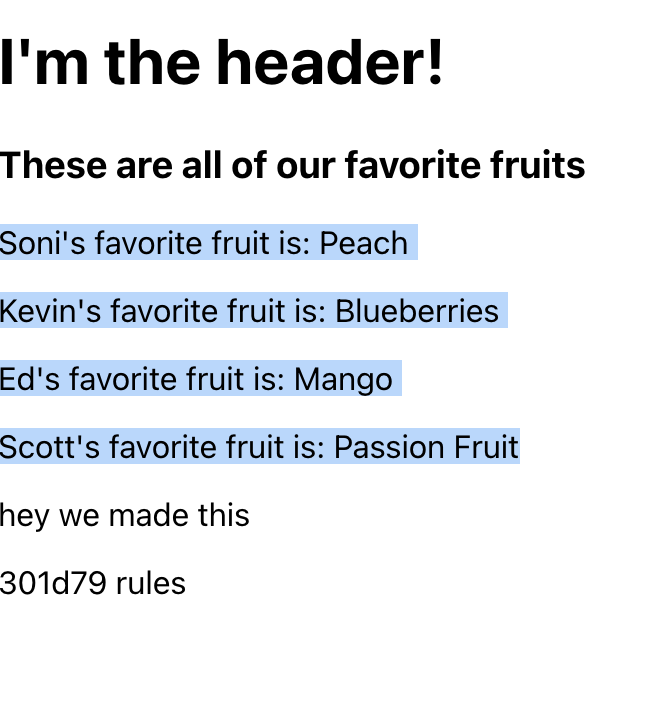 I'm the header!
These are all of our favorite fruits
Soni's favorite fruit is: Peach
Kevin's favorite fruit is: Blueberries
Ed's favorite fruit is: Mango
Scott's favorite fruit is: Passion Fruit
hey we made this
301d79 rules